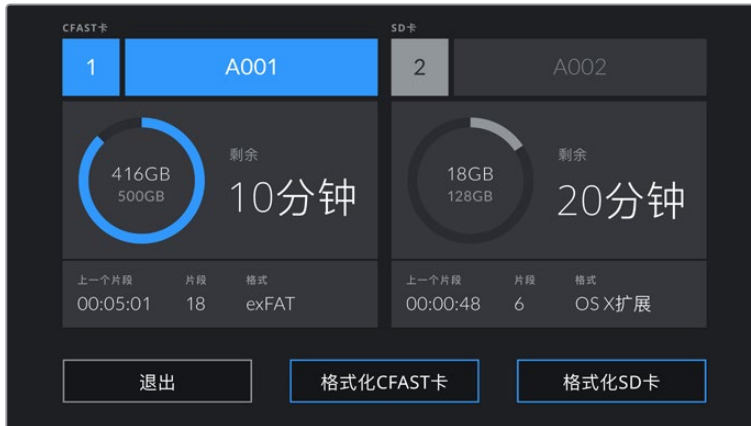 CFAST卡
1
A001
416GB
500GB
剩余
10分钟
上一个片段 片段 格式
00:05:01 18 exFAT
SD卡
2
A002
18GB
128GB
剩余
20分钟
上一个片段 片段 格式
00:00:48 6 OS X扩展
退出
格式化CFAST卡
格式化SD卡